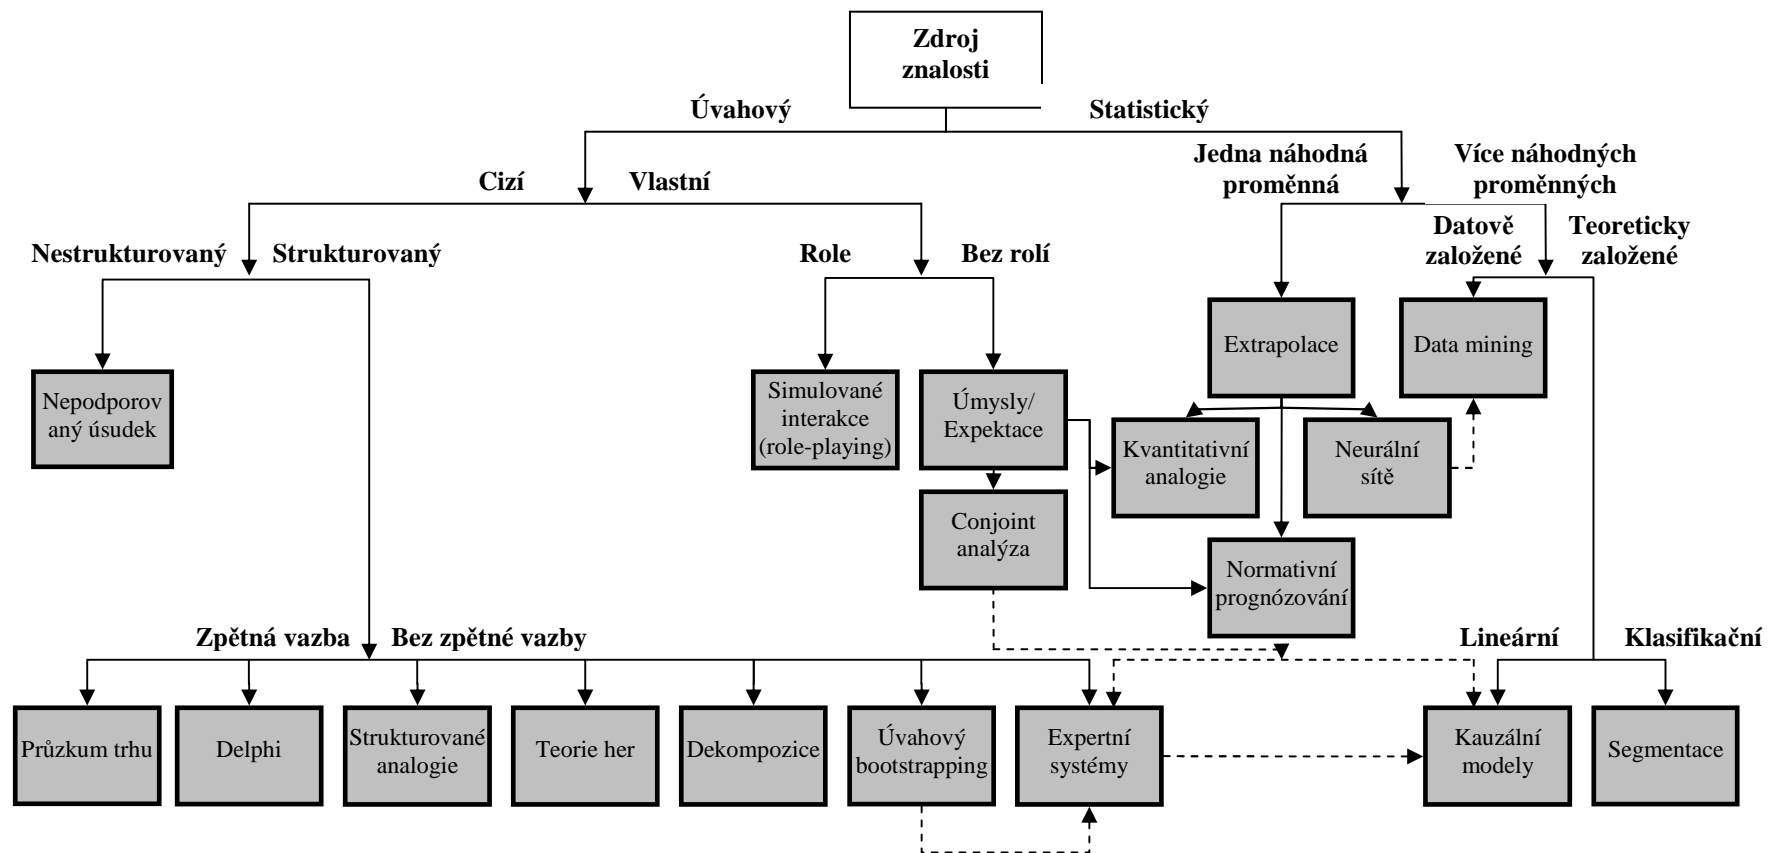 Zdroj
znalosti
Úvahový
Statistický
Cizí
Vlastní
Jedna náhodná
proměnná
Více náhodných
proměnných
Nestrukturovaný
Strukturovaný
Role
Bez rolí
Datově
založené
Teoreticky
založené
Extrapolace
Data mining
Nepodporov
aný úsudek
Simulované
interakce
(role-playing)
Úmysly/
Expektace
Kvantitativní
analogie
Neurální
sítě
Conjoint
analýza
Normativní
prognózování
Zpětná vazba
Bez zpětné vazby
Lineární
Klasifikační
Průzkum trhu
Delphi
Strukturované
analogie
Teorie her
Dekompozice
Úvahový
bootstrapping
Expertní
systémy
Kauzální
modely
Segmentace